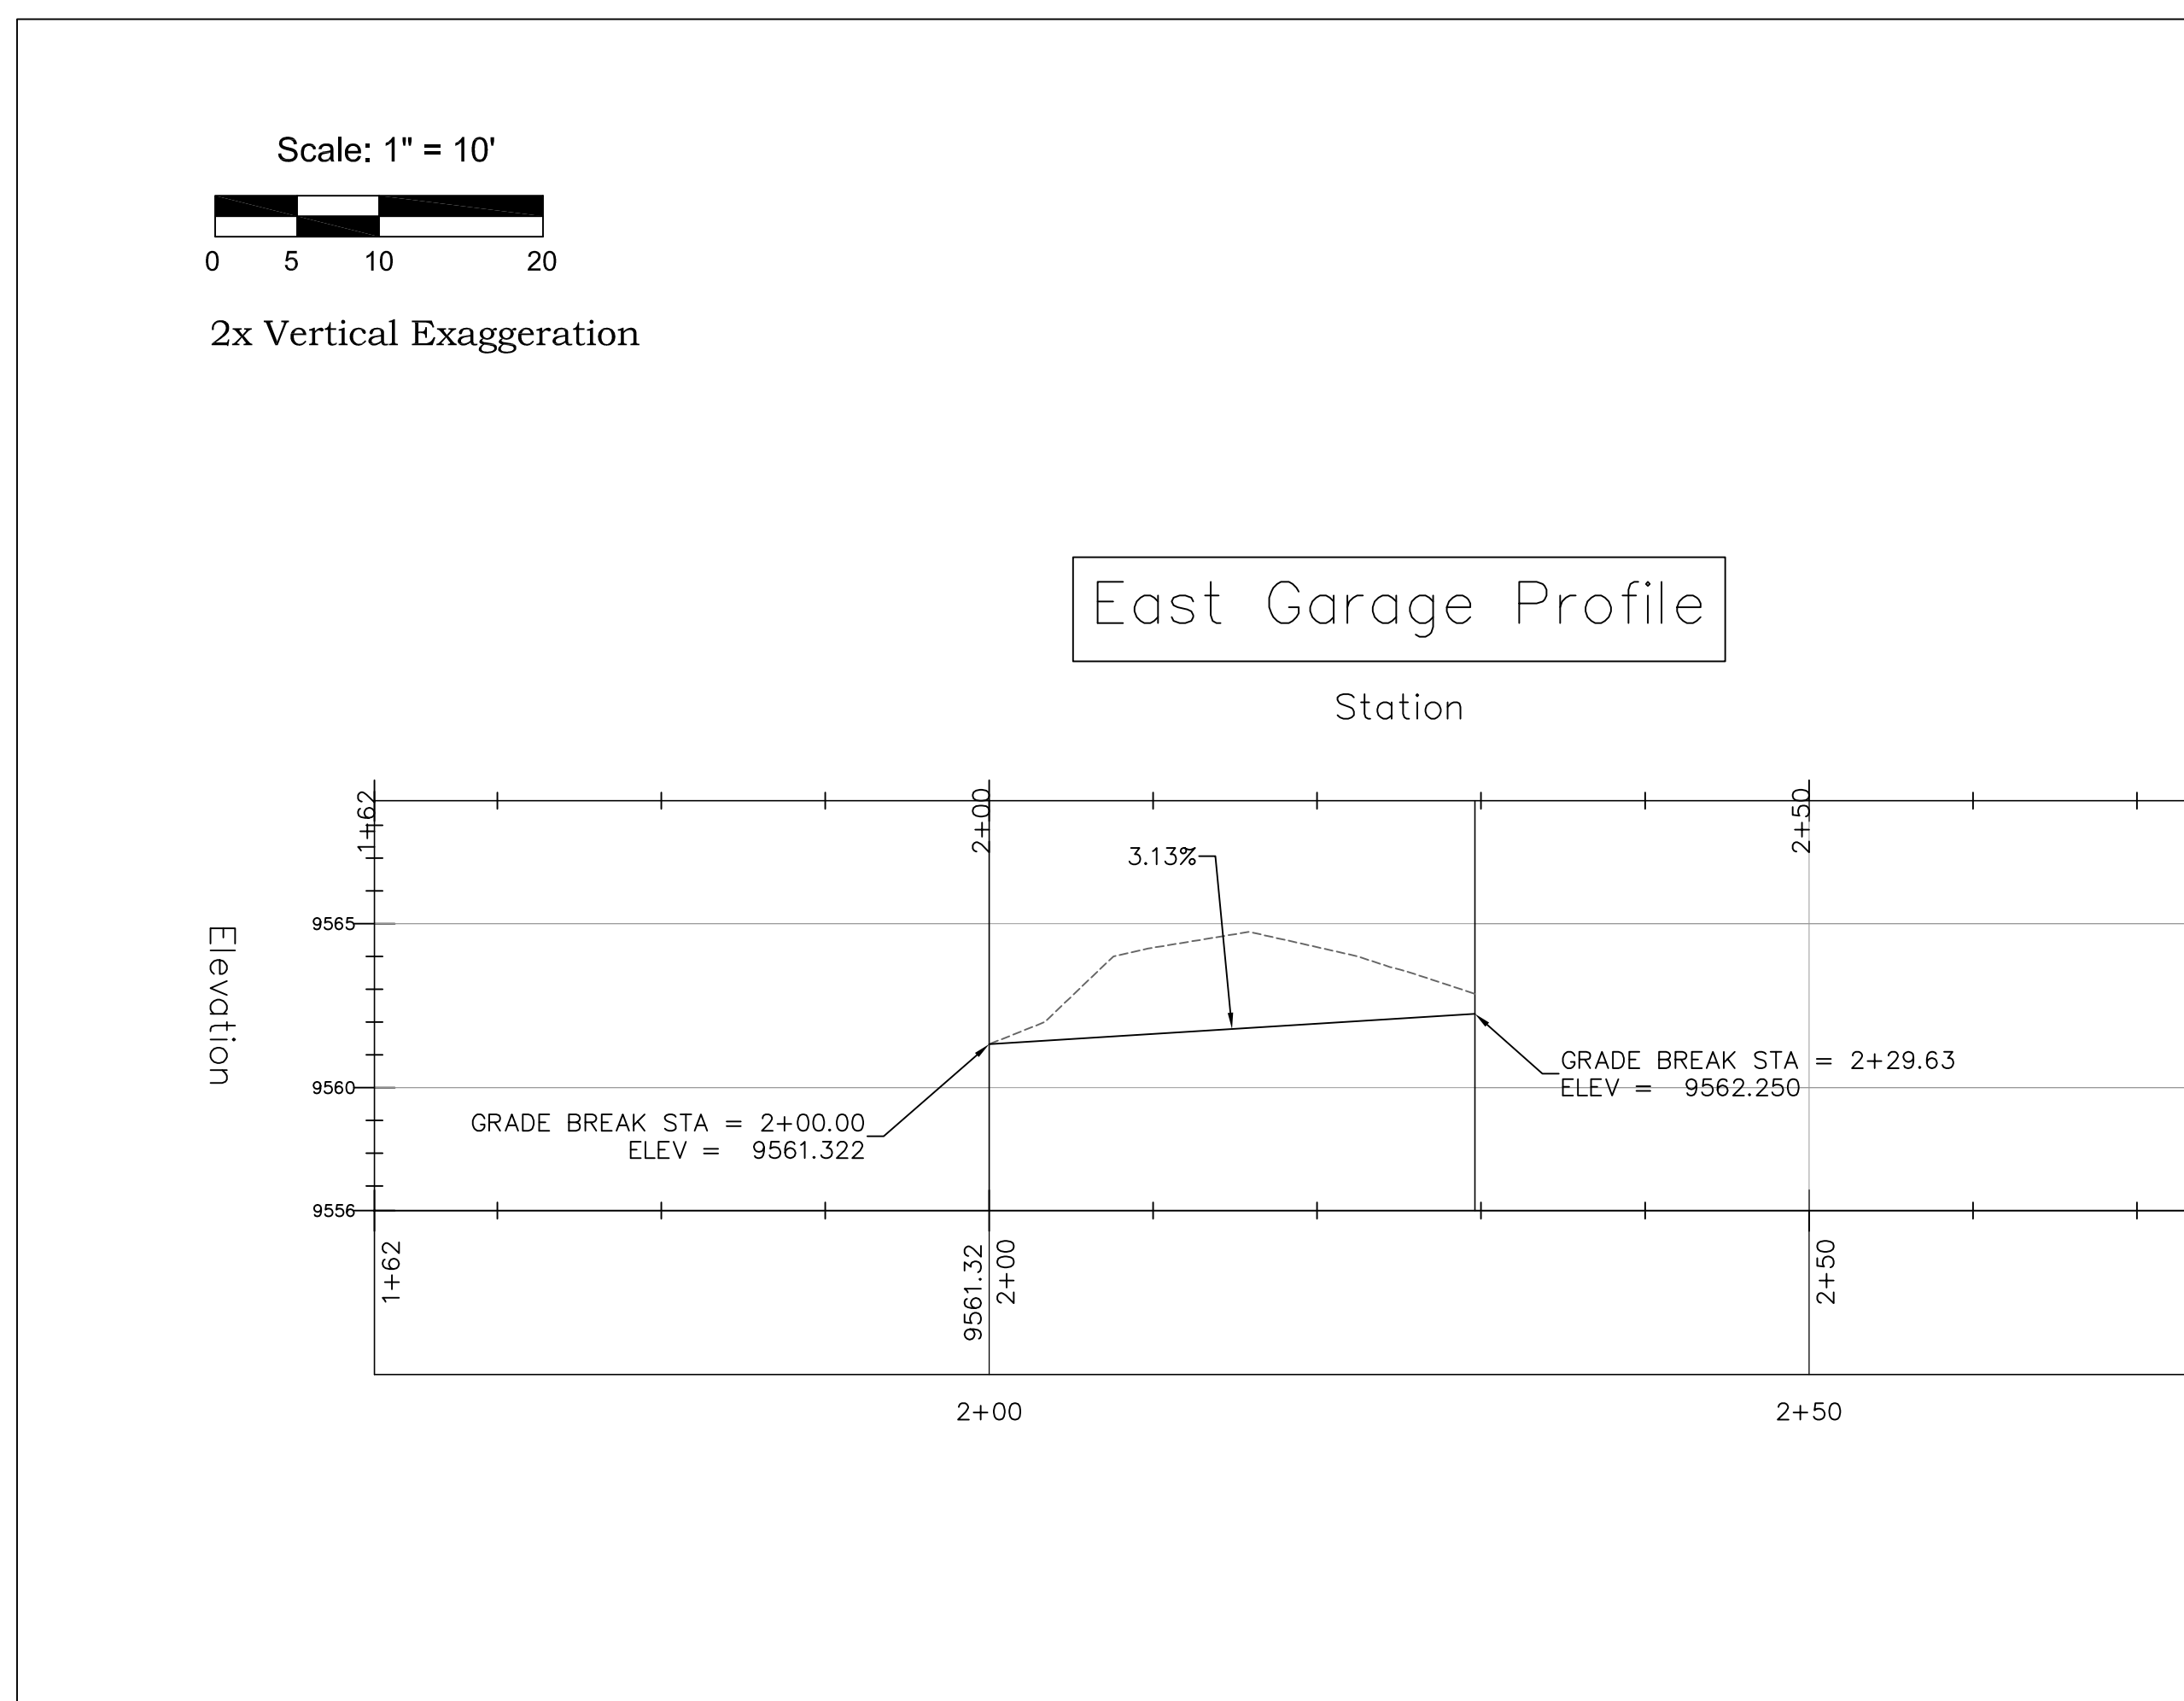 Scale: 1" = 10'
0 5 10 20
2x Vertical Exaggeration
East Garage Profile
Station
1+62 2+00 2+50
3.13%
9565
Elevation
GRADE BREAK STA = 2+29.63
ELEV = 9562.250
9560
GRADE BREAK STA = 2+00.00
ELEV = 9561.322
9556
1+62 9561.32 2+00 2+50
2+00 2+50